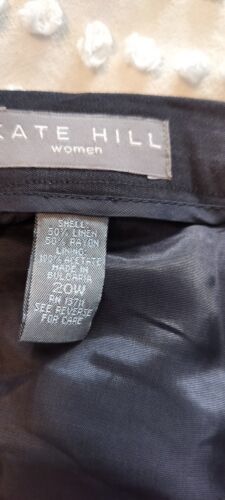 KATE HILL
women
SHELL:
50% LINEN
50% RAYON
LINING
100% ACETATE
MADE IN
BULGARIA
20W
RN 13711
SEE REVERSE
FOR CARE